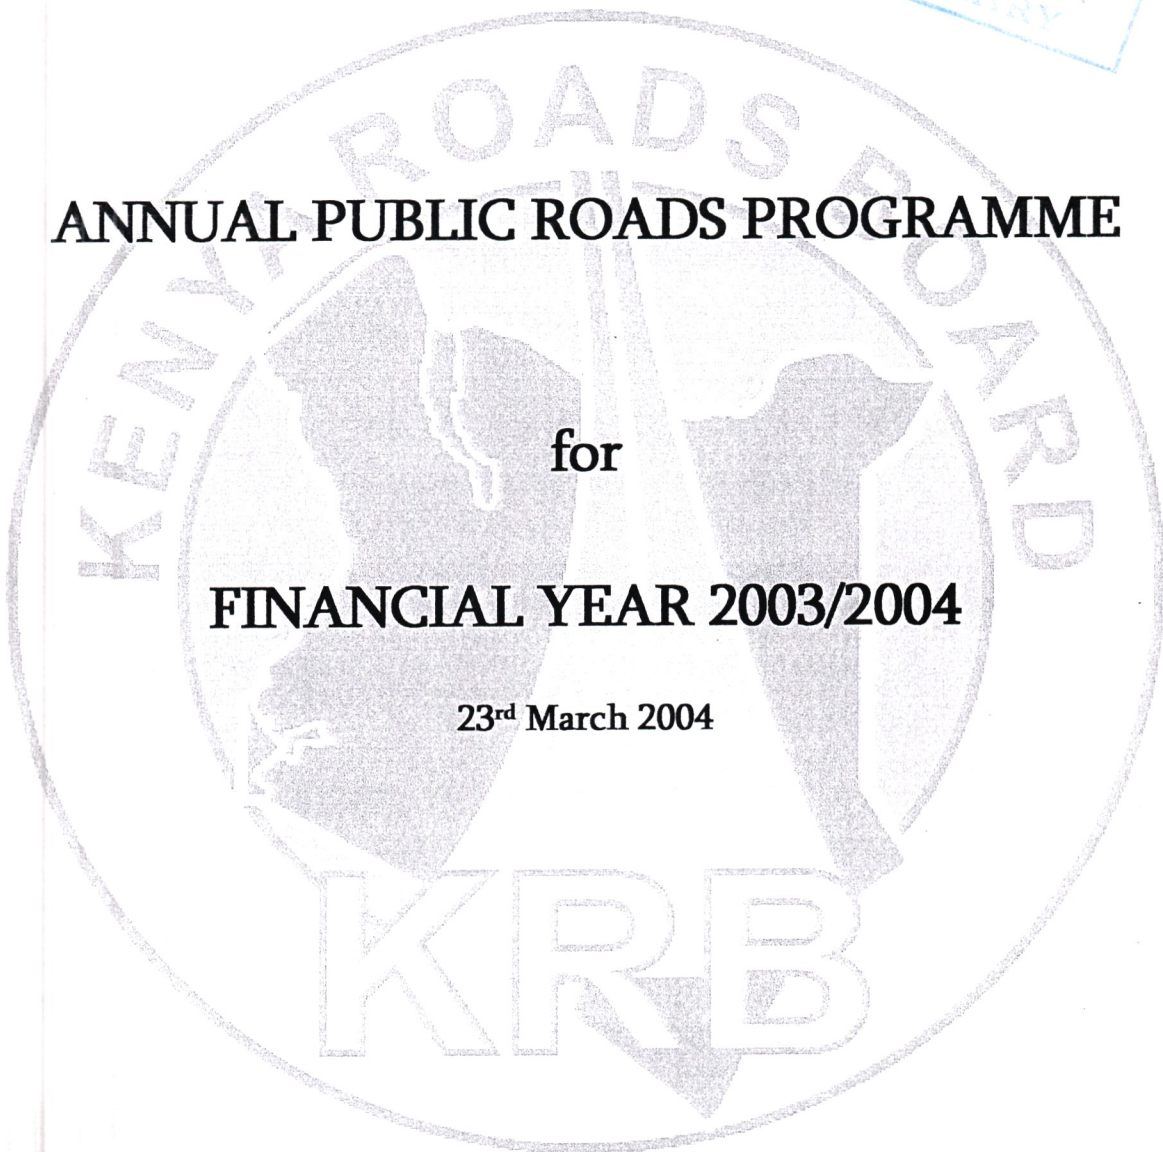 KENYA ROADS BOARD
ANNUAL PUBLIC ROADS PROGRAMME
for
FINANCIAL YEAR 2003/2004
23rd March 2004
KRB